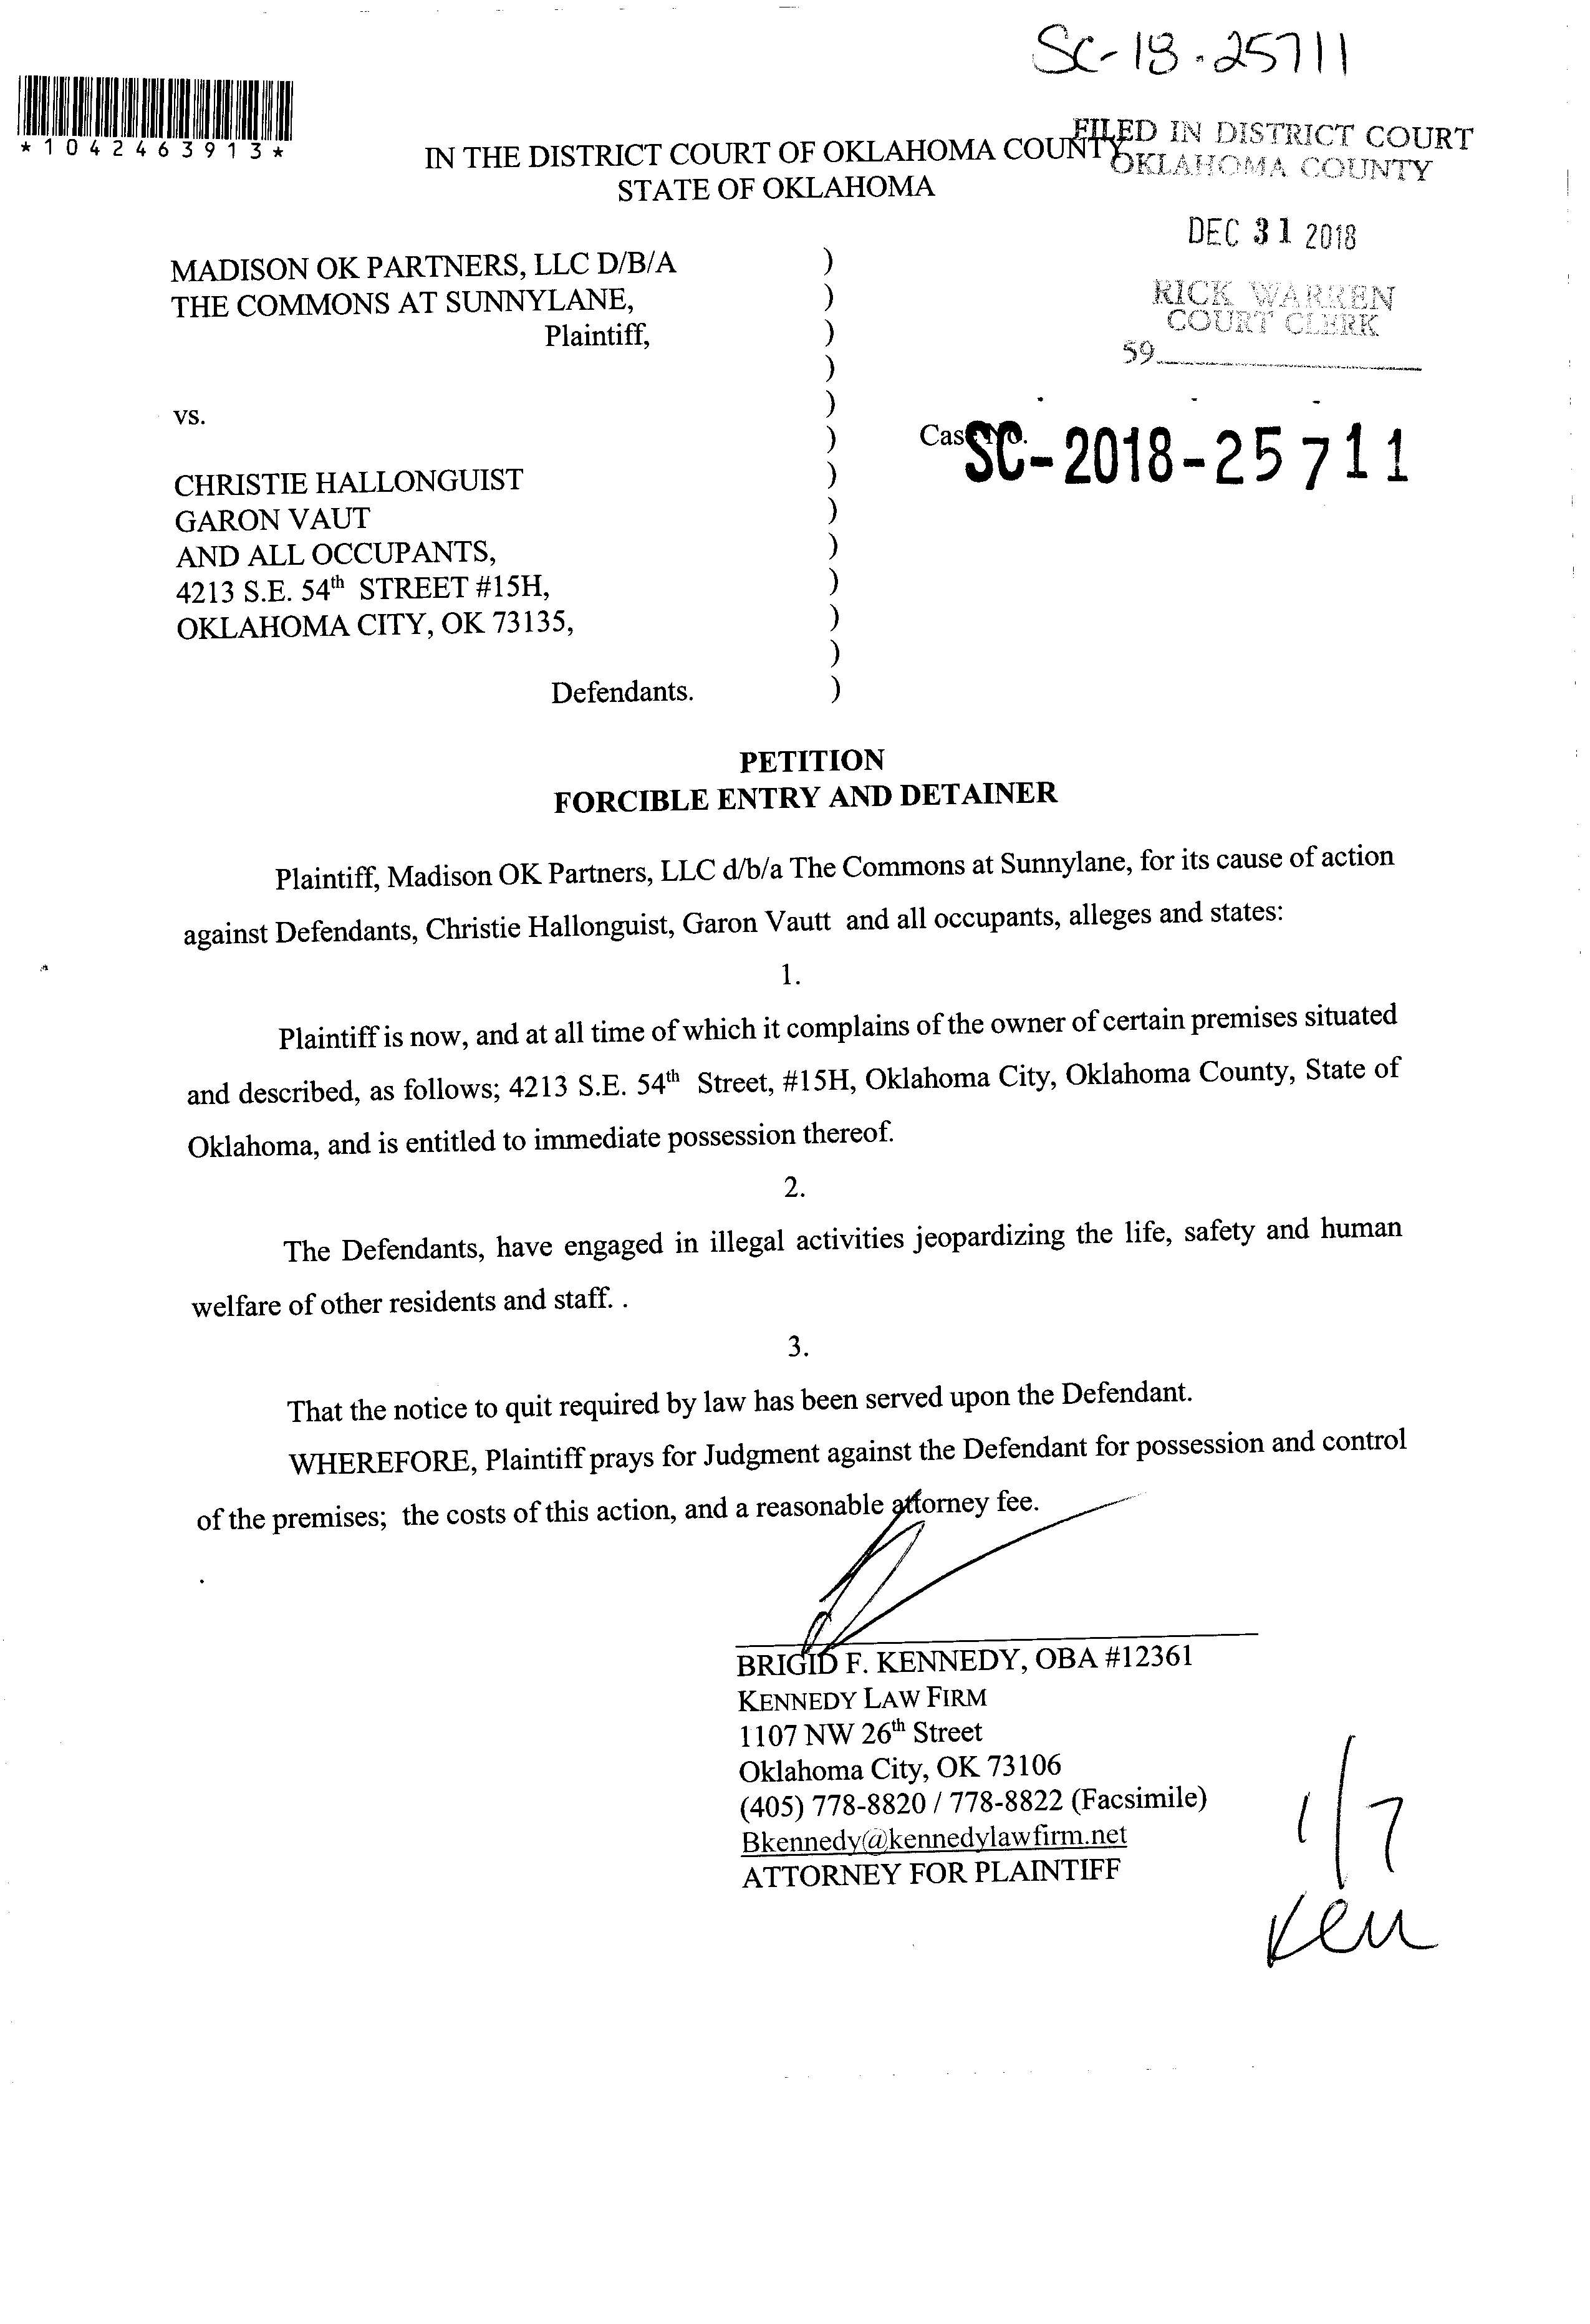 SC-18-25711
*1042463913*
FILED IN DISTRICT COURT
OKLAHOMA COUNTY
IN THE DISTRICT COURT OF OKLAHOMA COUNTY
STATE OF OKLAHOMA
DEC 31 2018
RICK WARREN
COURT CLERK
59
MADISON OK PARTNERS, LLC D/B/A )
THE COMMONS AT SUNNYLANE, )
Plaintiff, )
)
vs. )
Case No. SC-2018-25711
)
CHRISTIE HALLONGUIST )
GARON VAUT )
AND ALL OCCUPANTS, )
4213 S.E. 54th STREET #15H, )
OKLAHOMA CITY, OK 73135, )
)
Defendants. )
PETITION
FORCIBLE ENTRY AND DETAINER
Plaintiff, Madison OK Partners, LLC d/b/a The Commons at Sunnylane, for its cause of action
against Defendants, Christie Hallonguist, Garon Vautt and all occupants, alleges and states:
1.
Plaintiff is now, and at all time of which it complains of the owner of certain premises situated
and described, as follows; 4213 S.E. 54th Street, #15H, Oklahoma City, Oklahoma County, State of
Oklahoma, and is entitled to immediate possession thereof.
2.
The Defendants, have engaged in illegal activities jeopardizing the life, safety and human
welfare of other residents and staff. .
3.
That the notice to quit required by law has been served upon the Defendant.
WHEREFORE, Plaintiff prays for Judgment against the Defendant for possession and control
of the premises; the costs of this action, and a reasonable attorney fee.
.
BRIGID F. KENNEDY, OBA #12361
KENNEDY LAW FIRM
1107 NW 26th Street
Oklahoma City, OK 73106
(405) 778-8820 / 778-8822 (Facsimile)
Bkennedy@kennedylawfirm.net
ATTORNEY FOR PLAINTIFF
1/7
Ken